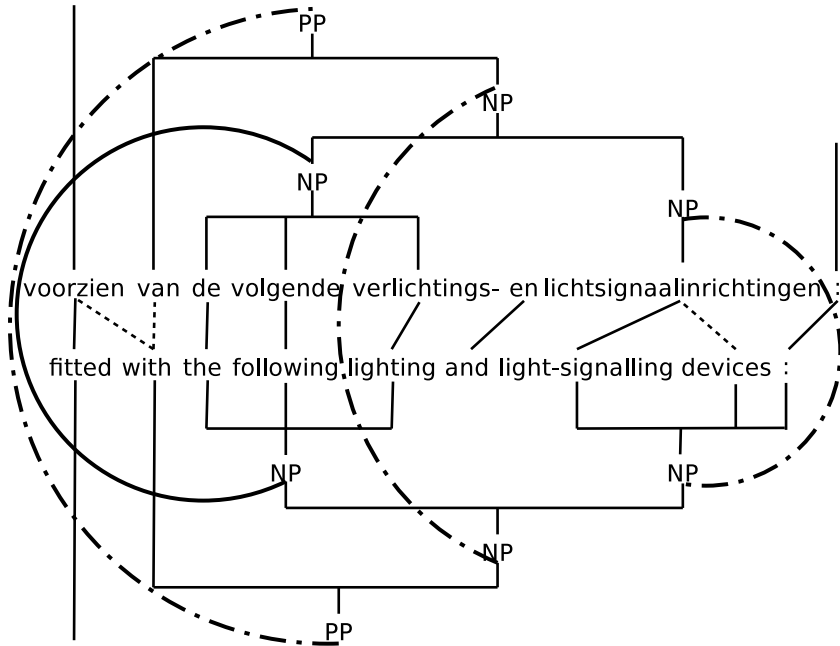 PP
NP
NP
NP
voorzien van de volgende verlichtings- en lichtsignaalinrichtingen :
fitted with the following lighting and light-signalling devices :
NP NP
NP
PP